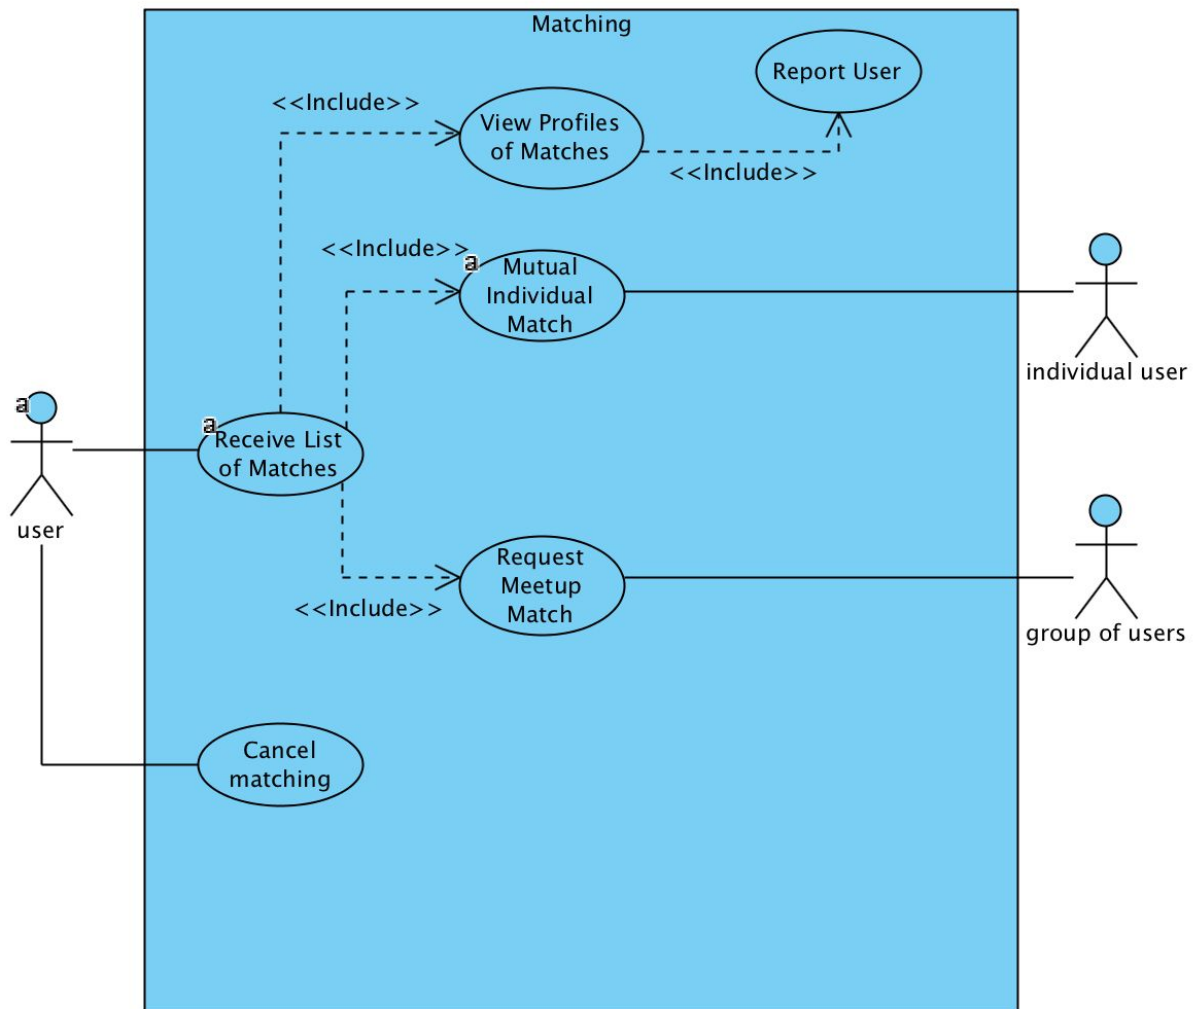 Matching
Report User
<<Include>>
View Profiles
of Matches
<<Include>>
<<Include>>
a
Mutual
Individual
Match
individual user
a
a
Receive List
of Matches
user
Request
Meetup
Match
<<Include>>
group of users
Cancel
matching